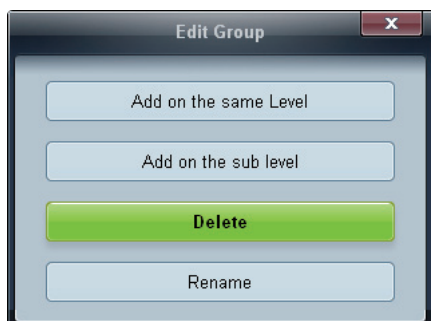 Edit Group
x
Add on the same Level
Add on the sub level
Delete
Rename